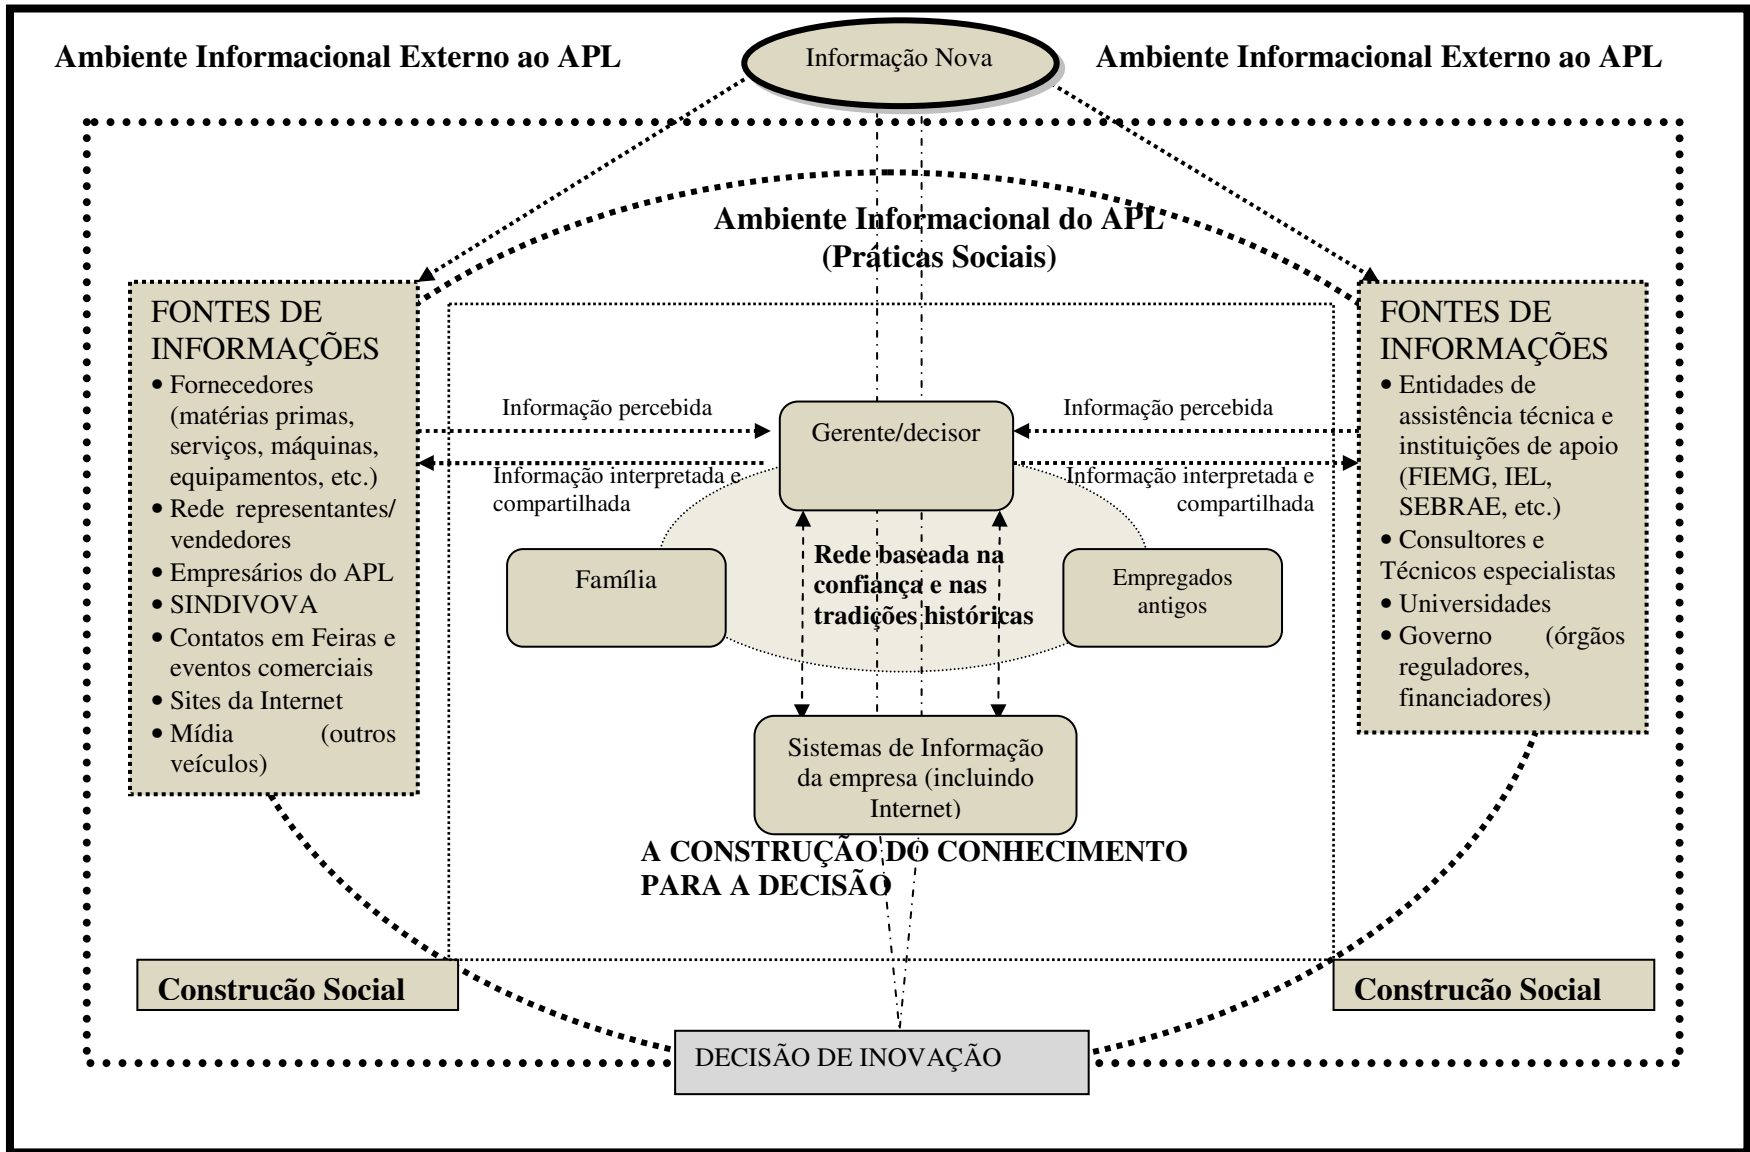 Ambiente Informacional Externo ao APL
Informação Nova
Ambiente Informacional Externo ao APL
Ambiente Informacional do APL
(Práticas Sociais)
FONTES DE
INFORMAÇÕES
• Fornecedores
(matérias primas,
serviços, máquinas,
equipamentos, etc.)
• Rede representantes/
vendedores
• Empresários do APL
• SINDIVOVA
• Contatos em Feiras e
eventos comerciais
• Sites da Internet
• Mídia (outros
veículos)
Informação percebida
Informação interpretada e
compartilhada
Gerente/decisor
Informação percebida
Informação interpretada e
compartilhada
Família
Rede baseada na
confiança e nas
tradições históricas
Empregados
antigos
Sistemas de Informação
da empresa (incluindo
Internet)
A CONSTRUÇÃO DO CONHECIMENTO
PARA A DECISÃO
FONTES DE
INFORMAÇÕES
• Entidades de
assistência técnica e
instituições de apoio
(FIEMG, IEL,
SEBRAE, etc.)
• Consultores e
Técnicos especialistas
• Universidades
• Governo (órgãos
reguladores,
financiadores)
Construcão Social
Construcão Social
DECISÃO DE INOVAÇÃO